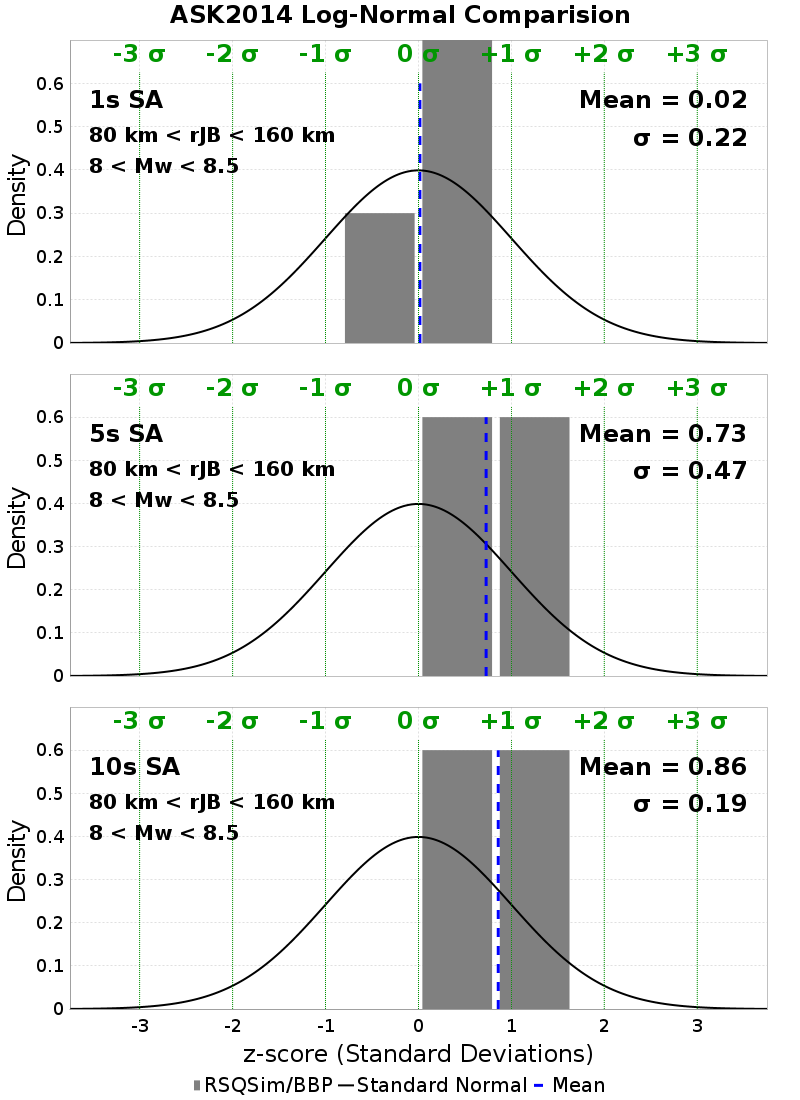 ASK2014 Log-Normal Comparision
-3 σ -2 σ -1 σ 0 σ +1 σ +2 σ +3 σ
1s SA
80 km < rJB < 160 km
8 < Mw < 8.5
Mean = 0.02
σ = 0.22
Density
0.6
0.5
0.4
0.3
0.2
0.1
0
-3 σ -2 σ -1 σ 0 σ +1 σ +2 σ +3 σ
5s SA
80 km < rJB < 160 km
8 < Mw < 8.5
Mean = 0.73
σ = 0.47
Density
0.6
0.5
0.4
0.3
0.2
0.1
0
-3 σ -2 σ -1 σ 0 σ +1 σ +2 σ +3 σ
10s SA
80 km < rJB < 160 km
8 < Mw < 8.5
Mean = 0.86
σ = 0.19
Density
0.6
0.5
0.4
0.3
0.2
0.1
0
-3 -2 -1 0 1 2 3
z-score (Standard Deviations)
RSQSim/BBP Standard Normal Mean